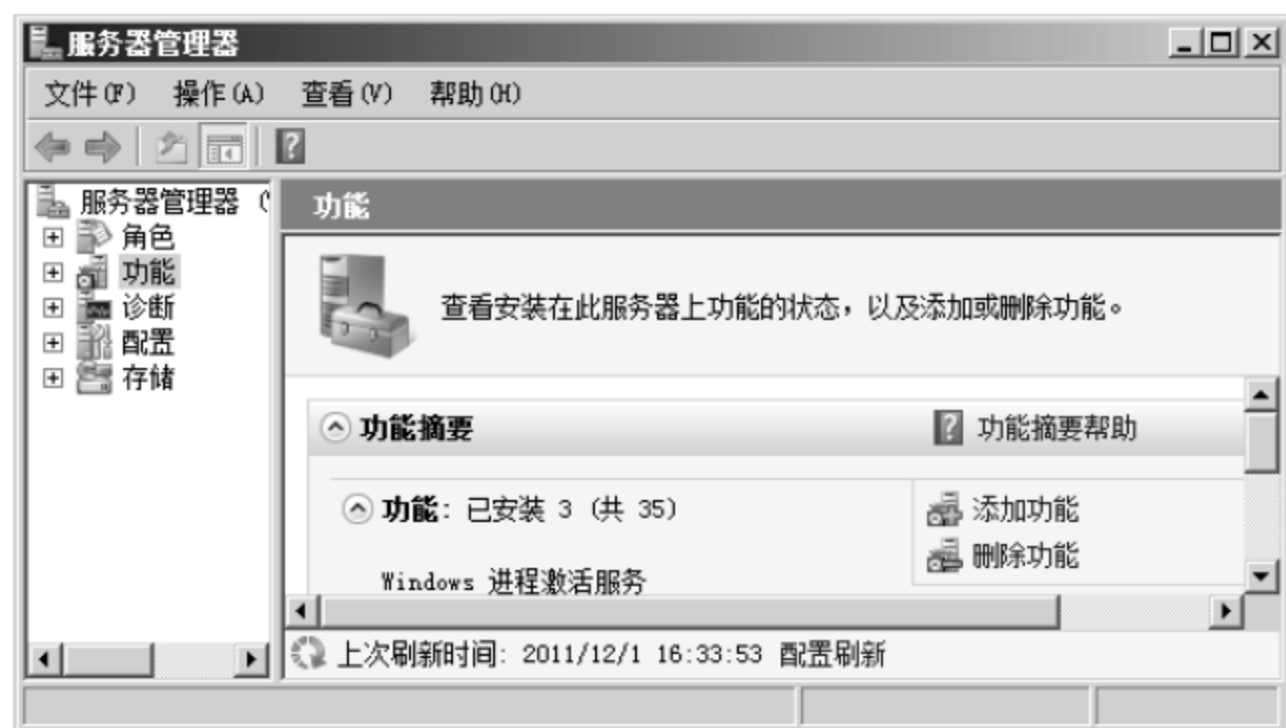 服务器管理器
文件(F) 操作(A) 查看(V) 帮助(H)
服务器管理器 (
角色
功能
诊断
配置
存储
功能
查看安装在此服务器上功能的状态，以及添加或删除功能。
功能摘要
功能摘要帮助
功能: 已安装 3 (共 35)
添加功能
删除功能
Windows 进程激活服务
上次刷新时间: 2011/12/1 16:33:53 配置刷新